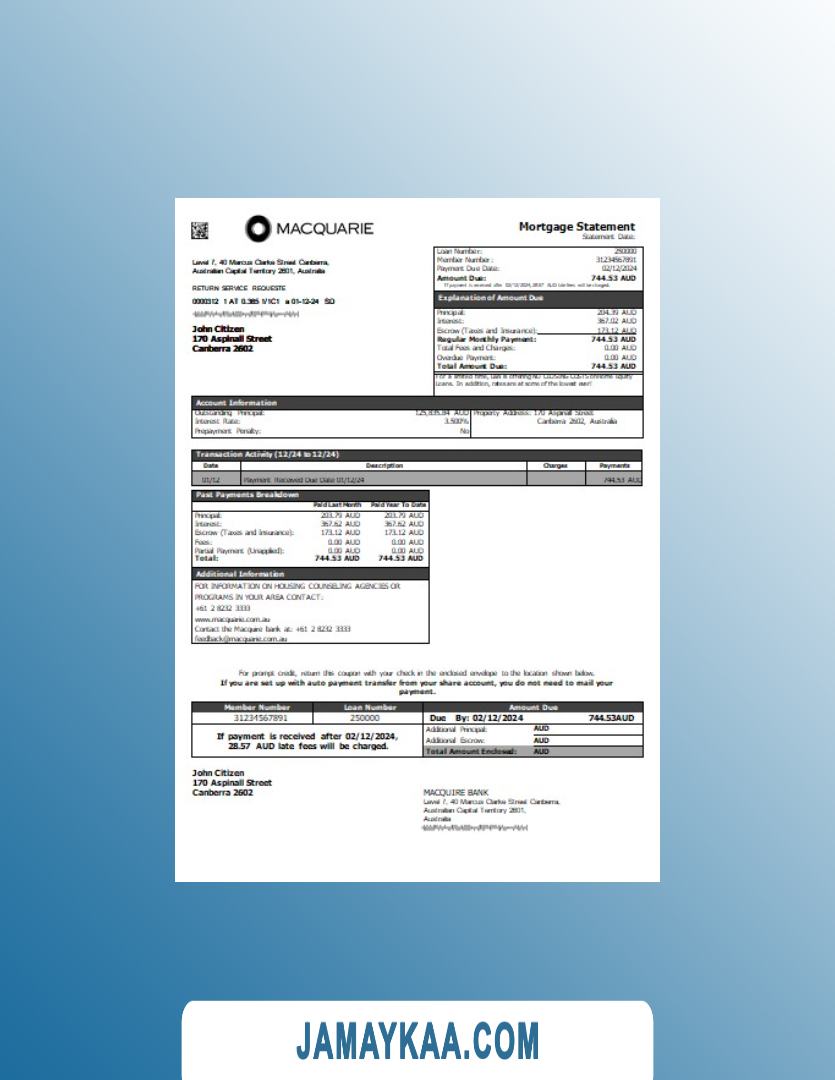 MACQUARIE
Mortgage Statement
Statement Date:
Level 7, 40 Marcus Clarke Street Canberra,
Australian Capital Territory 2601, Australia
RETURN SERVICE REQUESTE
0000312 1 AT 0.365 1/1C1 a 01-12-24 SD
John Citizen
170 Aspinall Street
Canberra 2602
Loan Number: 250000
Member Number: 31234567891
Payment Due Date: 02/12/2024
Amount Due: 744.53 AUD
If payment is received after 02/12/2024, 28.57 AUD late fees will be charged.
Explanation of Amount Due
Principal: 204.39 AUD
Interest: 367.02 AUD
Escrow (Taxes and Insurance): 173.12 AUD
Regular Monthly Payment: 744.53 AUD
Total Fees and Charges: 0.00 AUD
Overdue Payment: 0.00 AUD
Total Amount Due: 744.53 AUD
For a limited time, is offering NO CLOSING COSTS on Home Equity
Loans. In addition, rates are at some of the lowest ever!
Account Information
Outstanding Principal: 125,835.84 AUD Property Address: 170 Aspinall Street
Interest Rate: 3.500% Canberra 2602, Australia
Prepayment Penalty: No
Transaction Activity (12/24 to 12/24)
Date Description Charges Payments
01/12 Payment Received Due Date 01/12/24 744.53 AUD
Past Payments Breakdown
Paid Last Month Paid Year To Date
Principal: 203.79 AUD 203.79 AUD
Interest: 367.62 AUD 367.62 AUD
Escrow (Taxes and Insurance): 173.12 AUD 173.12 AUD
Fees: 0.00 AUD 0.00 AUD
Partial Payment (Unapplied): 0.00 AUD 0.00 AUD
Total: 744.53 AUD 744.53 AUD
Additional Information
FOR INFORMATION ON HOUSING COUNSELING AGENCIES OR
PROGRAMS IN YOUR AREA CONTACT:
+61 2 8232 3333
www.macquarie.com.au
Contact the Macquire bank at: +61 2 8232 3333
feedback@macquarie.com.au
For prompt credit, return this coupon with your check in the enclosed envelope to the location shown below.
If you are set up with auto payment transfer from your share account, you do not need to mail your
payment.
Member Number Loan Number Amount Due
31234567891 250000 Due By: 02/12/2024 744.53AUD
If payment is received after 02/12/2024,
28.57 AUD late fees will be charged.
Additional Principal: AUD
Additional Escrow: AUD
Total Amount Enclosed: AUD
John Citizen
170 Aspinall Street
Canberra 2602
MACQUIRE BANK
Level 7, 40 Marcus Clarke Street Canberra,
Australian Capital Territory 2601,
Australia
JAMAYKAA.COM